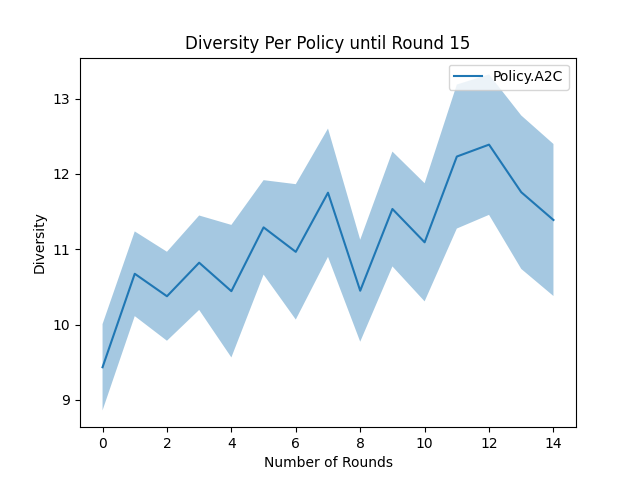 Diversity Per Policy until Round 15
Policy.A2C
13
12
11
10
9
Diversity
0 2 4 6 8 10 12 14
Number of Rounds